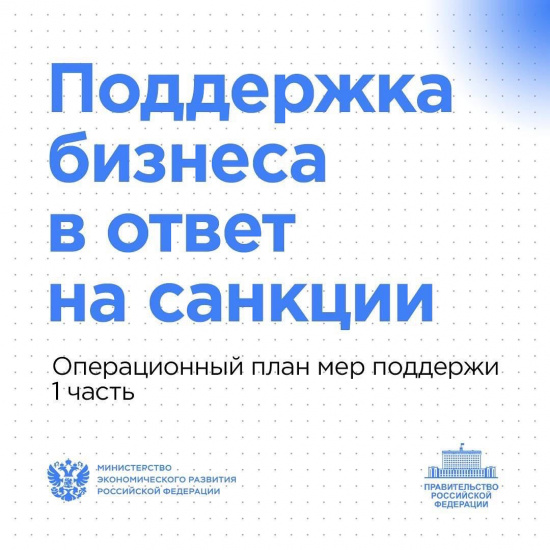 Поддержка
бизнеса
в ответ
на санкции
Операционный план мер поддержи
1 часть
МИНИСТЕРСТВО
ЭКОНОМИЧЕСКОГО РАЗВИТИЯ
РОССИЙСКОЙ ФЕДЕРАЦИИ
ПРАВИТЕЛЬСТВО
РОССИЙСКОЙ
ФЕДЕРАЦИИ